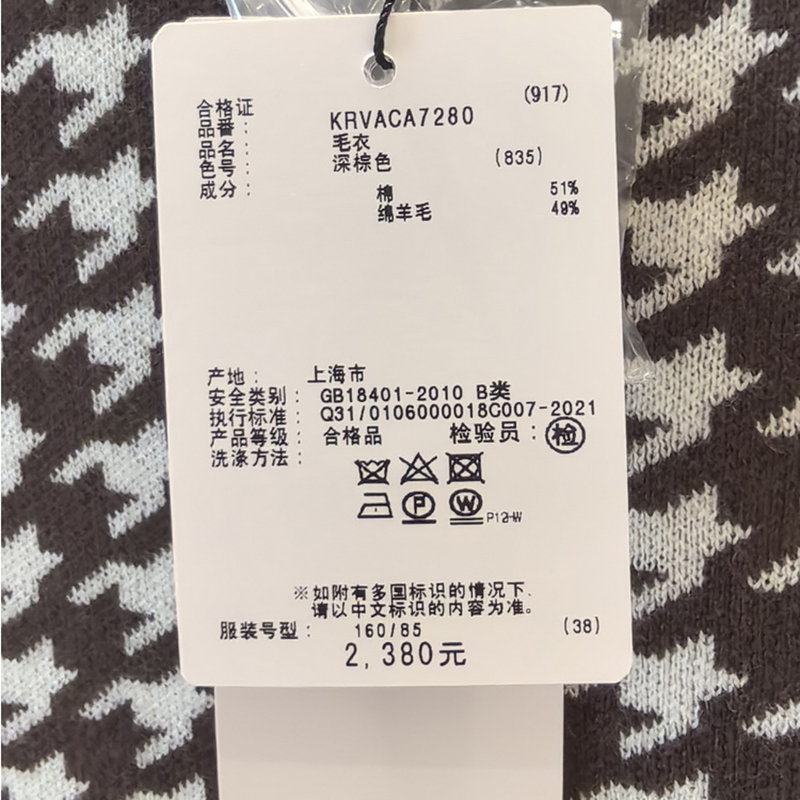 合格证 (917)
品番： KRVACA7280
品名： 毛衣
色号： 深棕色 (835)
成分： 棉 51%
绵羊毛 49%
产地： 上海市
安全类别： GB18401-2010 B类
执行标准： Q31/0106000018C007-2021
产品等级： 合格品 检验员：检
洗涤方法：
P W
P12-W
※如附有多国标识的情况下，
请以中文标识的内容为准。
服装号型： 160/85 (38)
2,380元